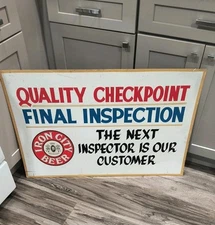 QUALITY CHECKPOINT
FINAL INSPECTION
IRON CITY
BEER
THE NEXT
INSPECTOR IS OUR
CUSTOMER